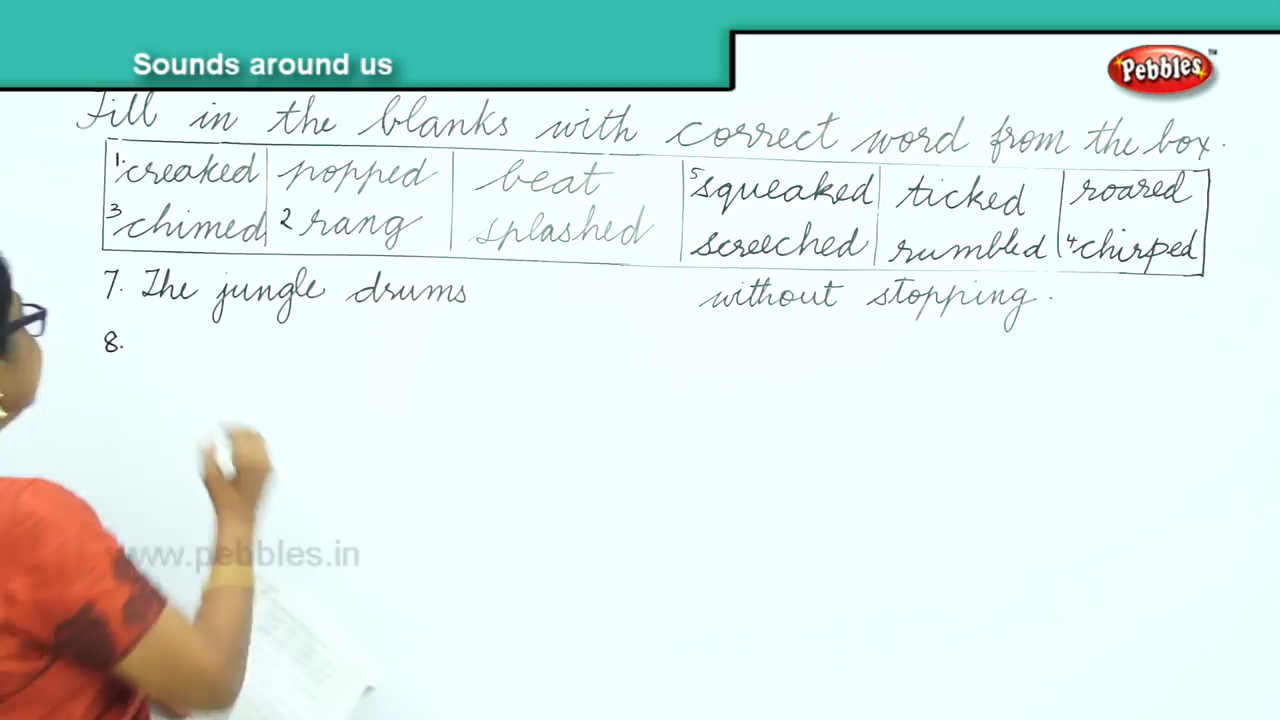 Sounds around us
Pebbles™
Fill in the blanks with correct word from the box.
1. creaked popped beat 5 squeaked ticked roared
3 chimed 2 rang splashed screeched rumbled 4 chirped
7. The jungle drums without stopping.
8.
www.pebbles.in